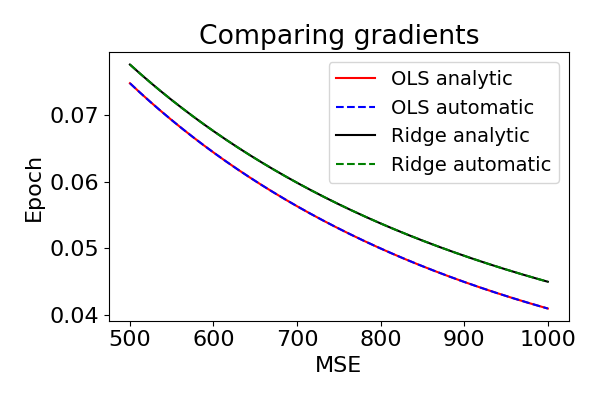 Comparing gradients
OLS analytic
OLS automatic
Ridge analytic
Ridge automatic
Epoch
0.07
0.06
0.05
0.04
500 600 700 800 900 1000
MSE